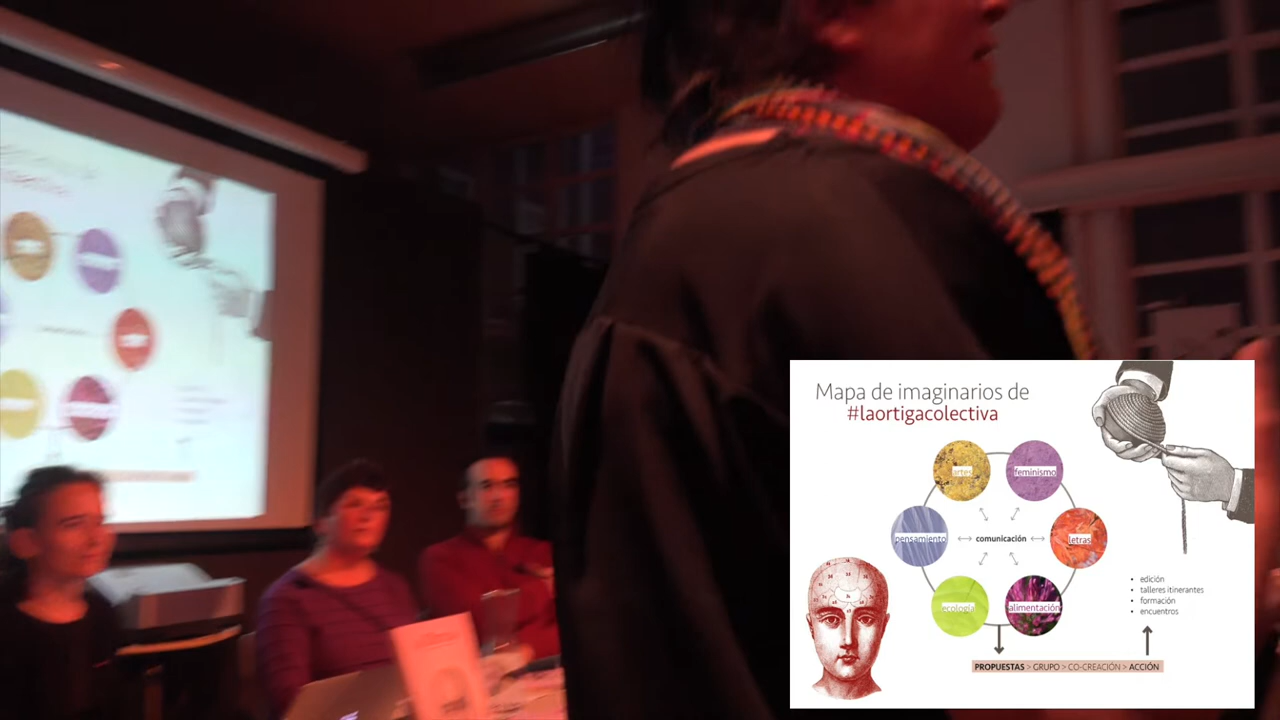 Mapa de imaginarios de
#laortigacolectiva
artes
feminismo
pensamiento
comunicación
letras
ecología
alimentación
• edición
• talleres itinerantes
• formación
• encuentros
PROPUESTAS > GRUPO > CO-CREACIÓN > ACCIÓN